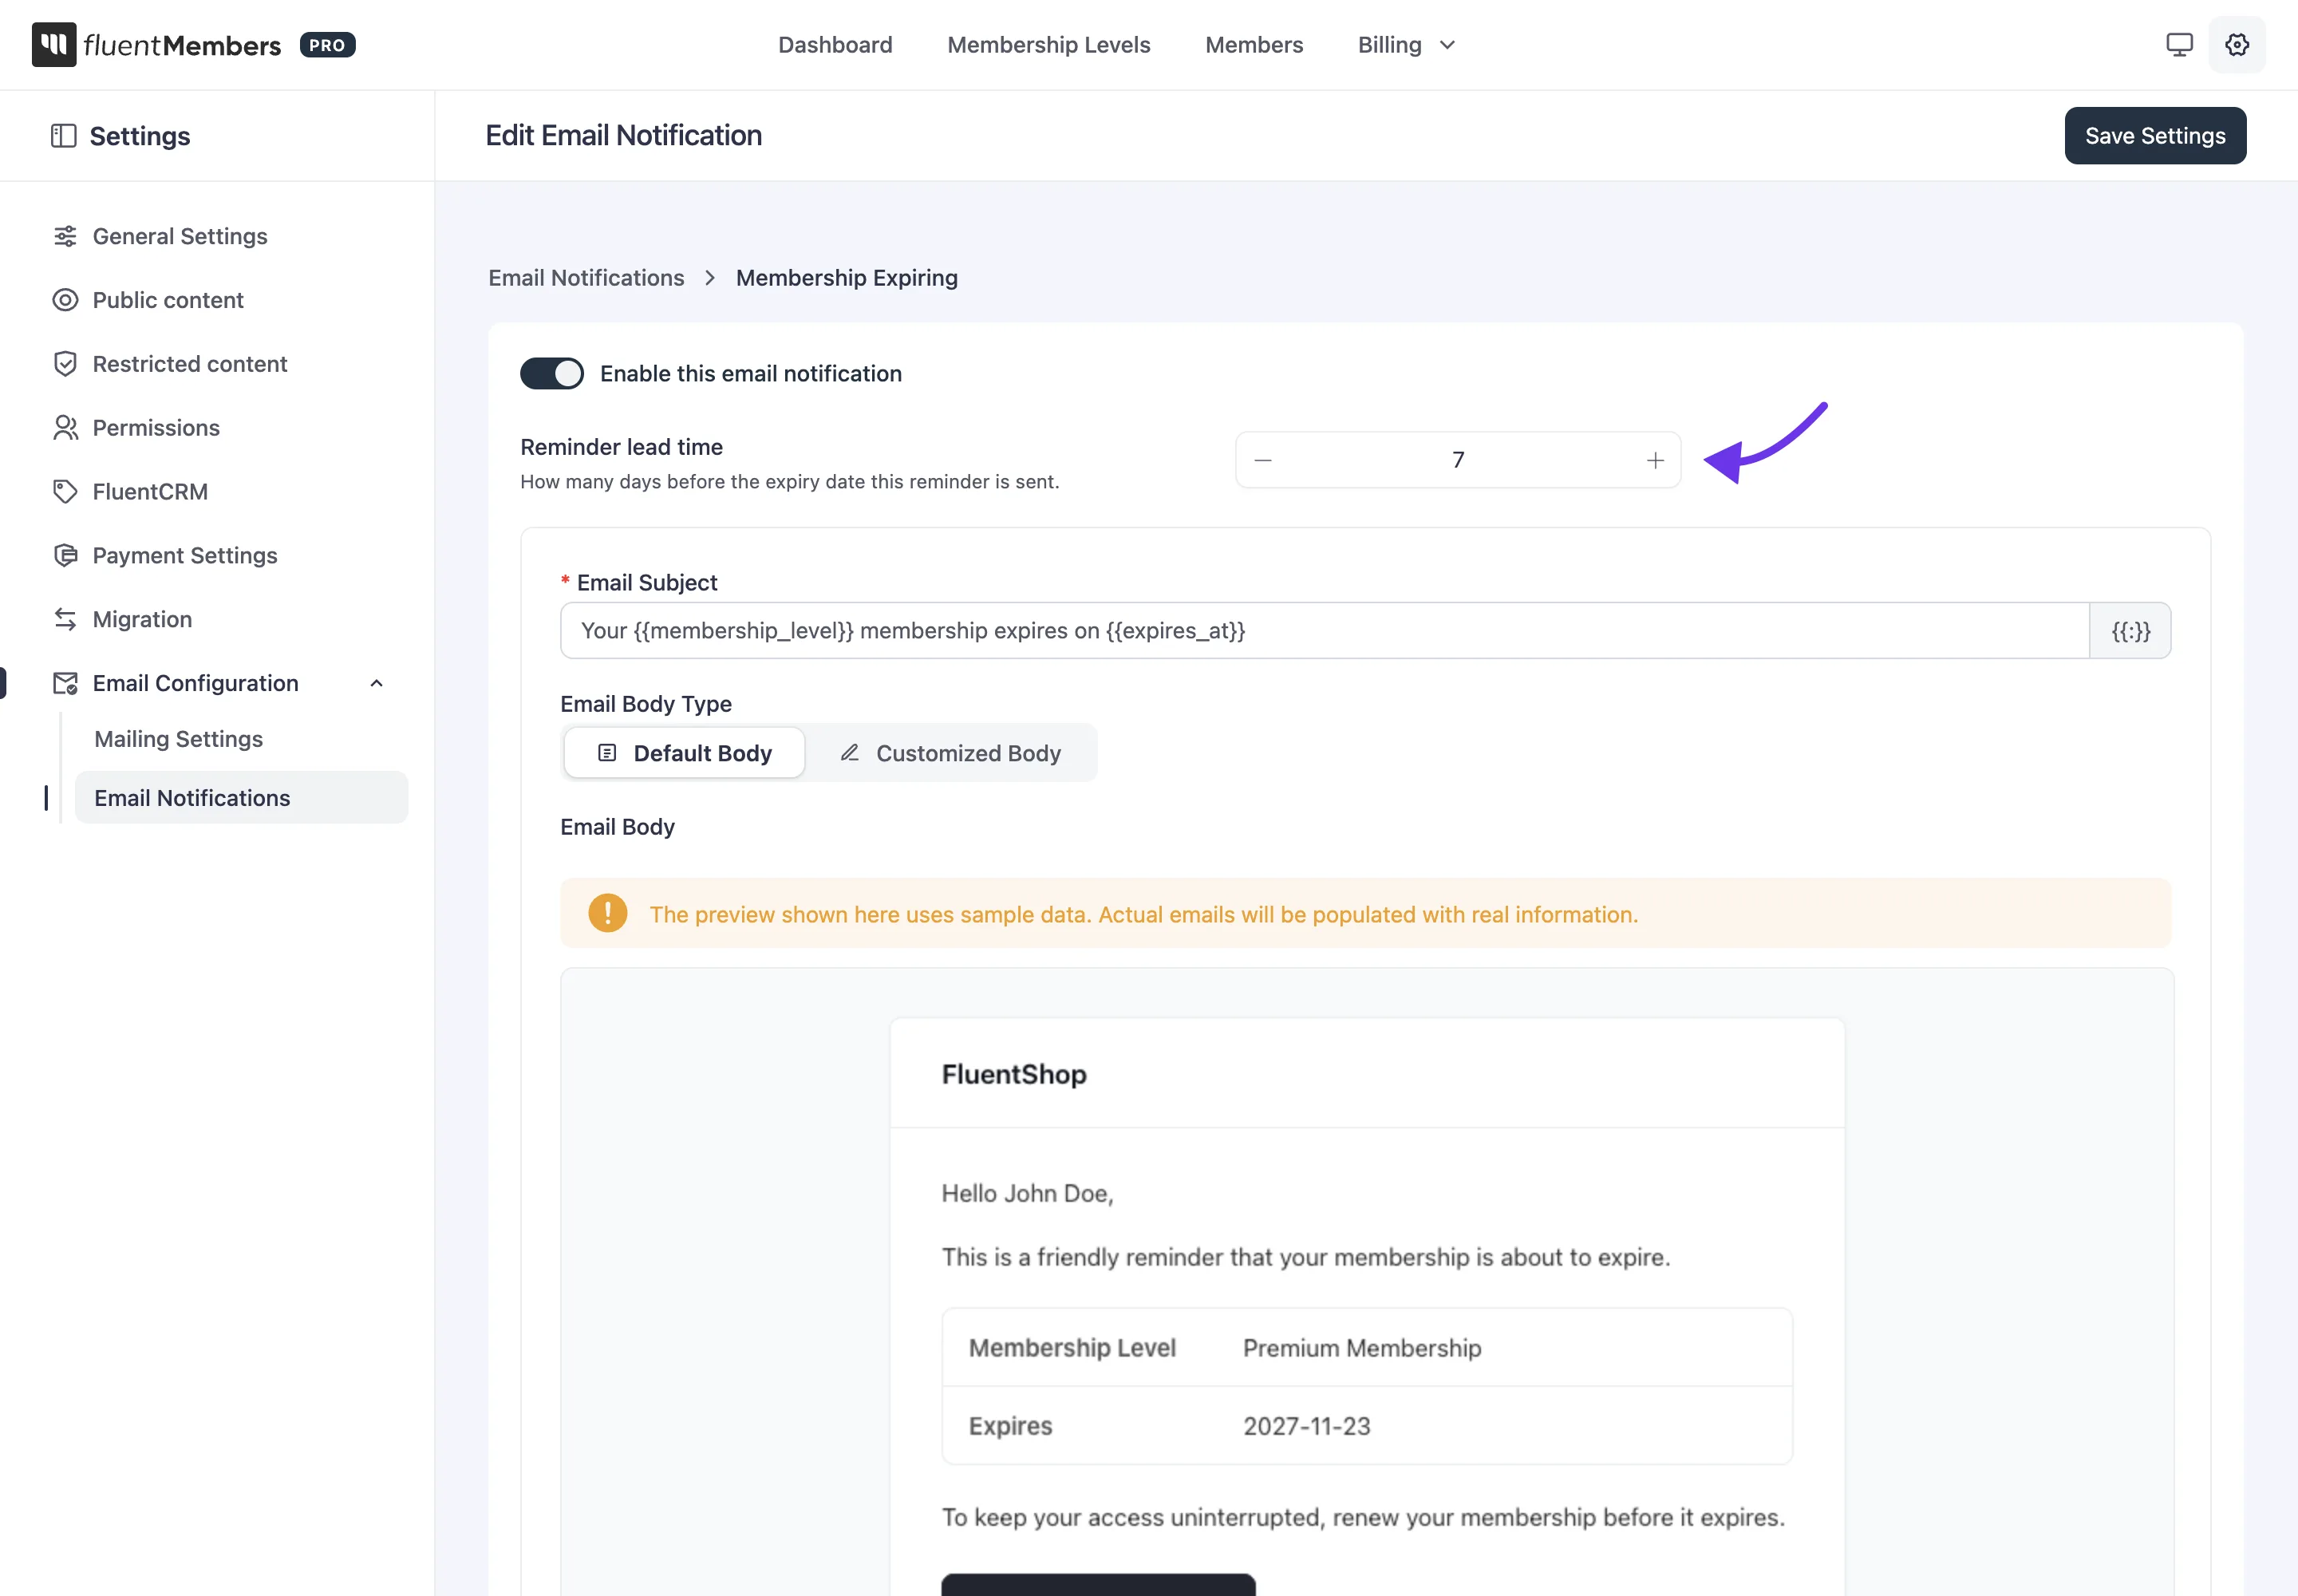 fluentMembers PRO
Dashboard Membership Levels Members Billing
Settings
Edit Email Notification
Save Settings
General Settings
Public content
Restricted content
Permissions
FluentCRM
Payment Settings
Migration
Email Configuration
Mailing Settings
Email Notifications
Email Notifications > Membership Expiring
Enable this email notification
Reminder lead time
How many days before the expiry date this reminder is sent.
7
* Email Subject
Your {{membership_level}} membership expires on {{expires_at}}
{{:}}
Email Body Type
Default Body Customized Body
Email Body
The preview shown here uses sample data. Actual emails will be populated with real information.
FluentShop
Hello John Doe,
This is a friendly reminder that your membership is about to expire.
Membership Level Premium Membership
Expires 2027-11-23
To keep your access uninterrupted, renew your membership before it expires.